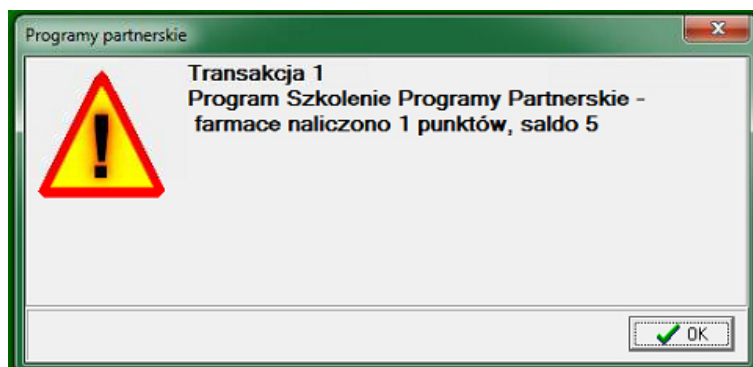 Programy partnerskie
Transakcja 1
Program Szkolenie Programy Partnerskie -
farmace naliczono 1 punktów, saldo 5
OK